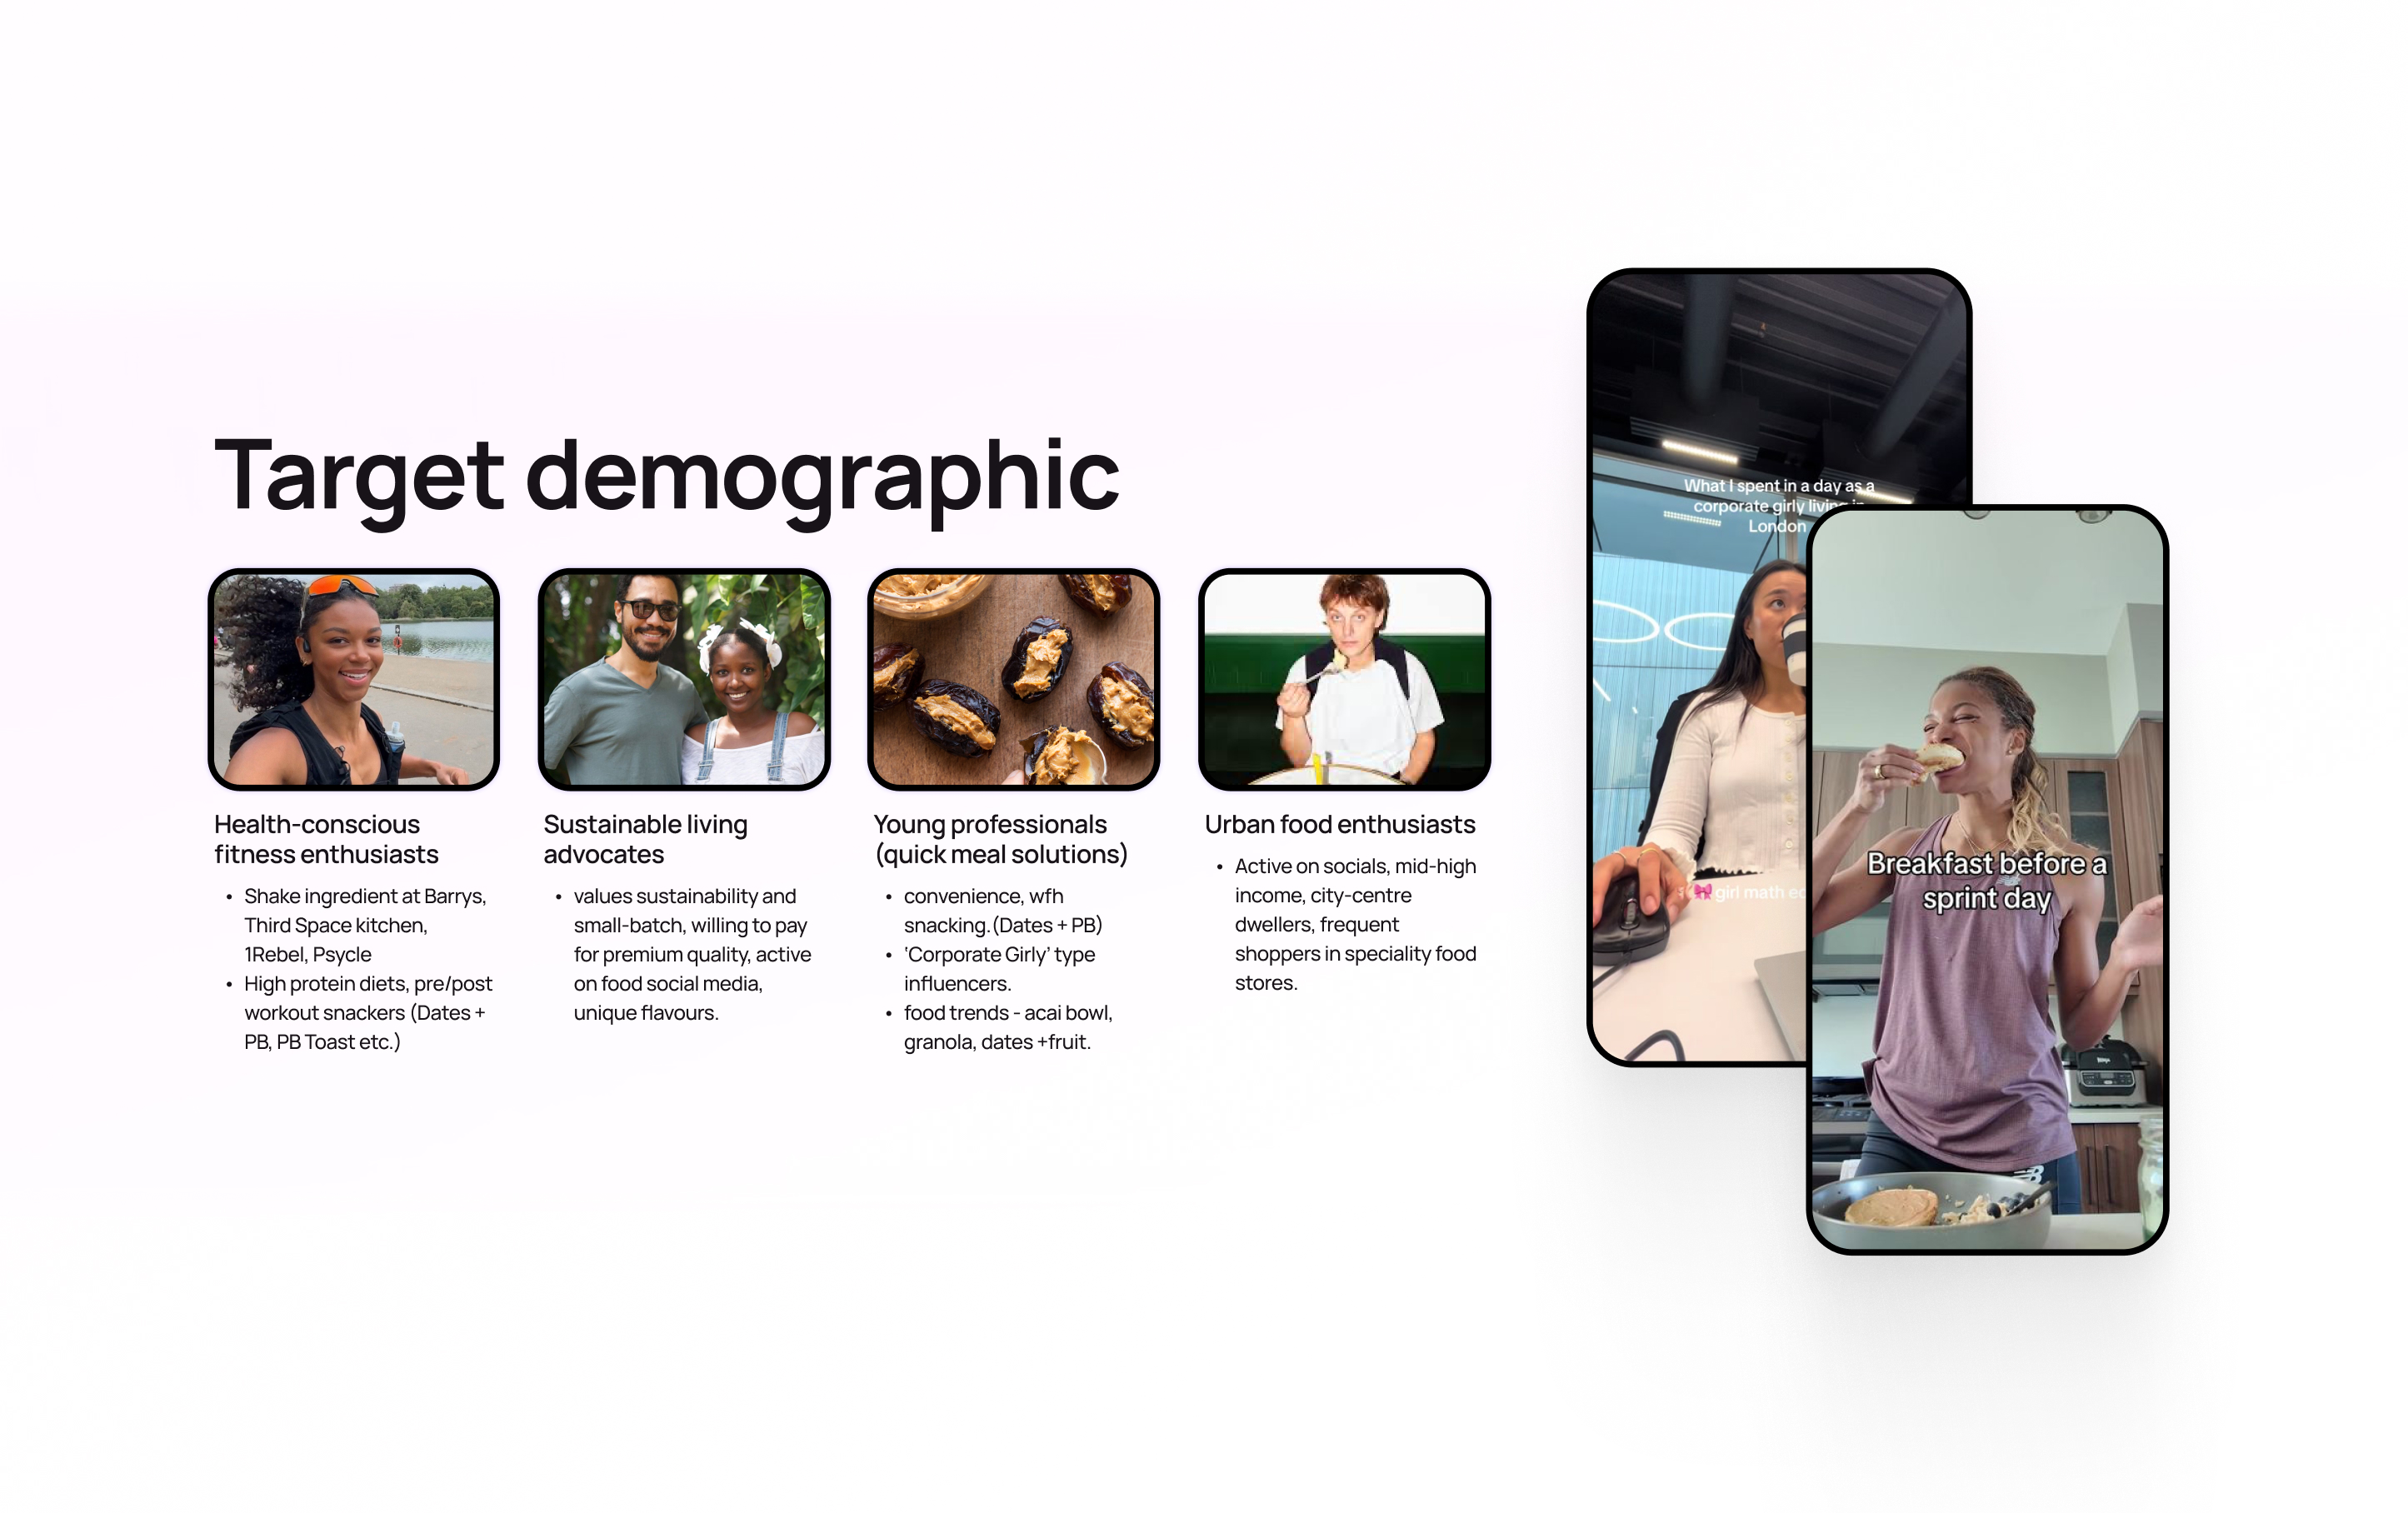 Target demographic
Health-conscious
fitness enthusiasts
• Shake ingredient at Barrys,
Third Space kitchen,
1Rebel, Psycle
• High protein diets, pre/post
workout snackers (Dates +
PB, PB Toast etc.)
Sustainable living
advocates
• values sustainability and
small-batch, willing to pay
for premium quality, active
on food social media,
unique flavours.
Young professionals
(quick meal solutions)
• convenience, wfh
snacking.(Dates + PB)
• ‘Corporate Girly’ type
influencers.
• food trends - acai bowl,
granola, dates +fruit.
Urban food enthusiasts
• Active on socials, mid-high
income, city-centre
dwellers, frequent
shoppers in speciality food
stores.
What I spent in a day as a
corporate girly living in
London
🎀 girl math
Breakfast before a
sprint day